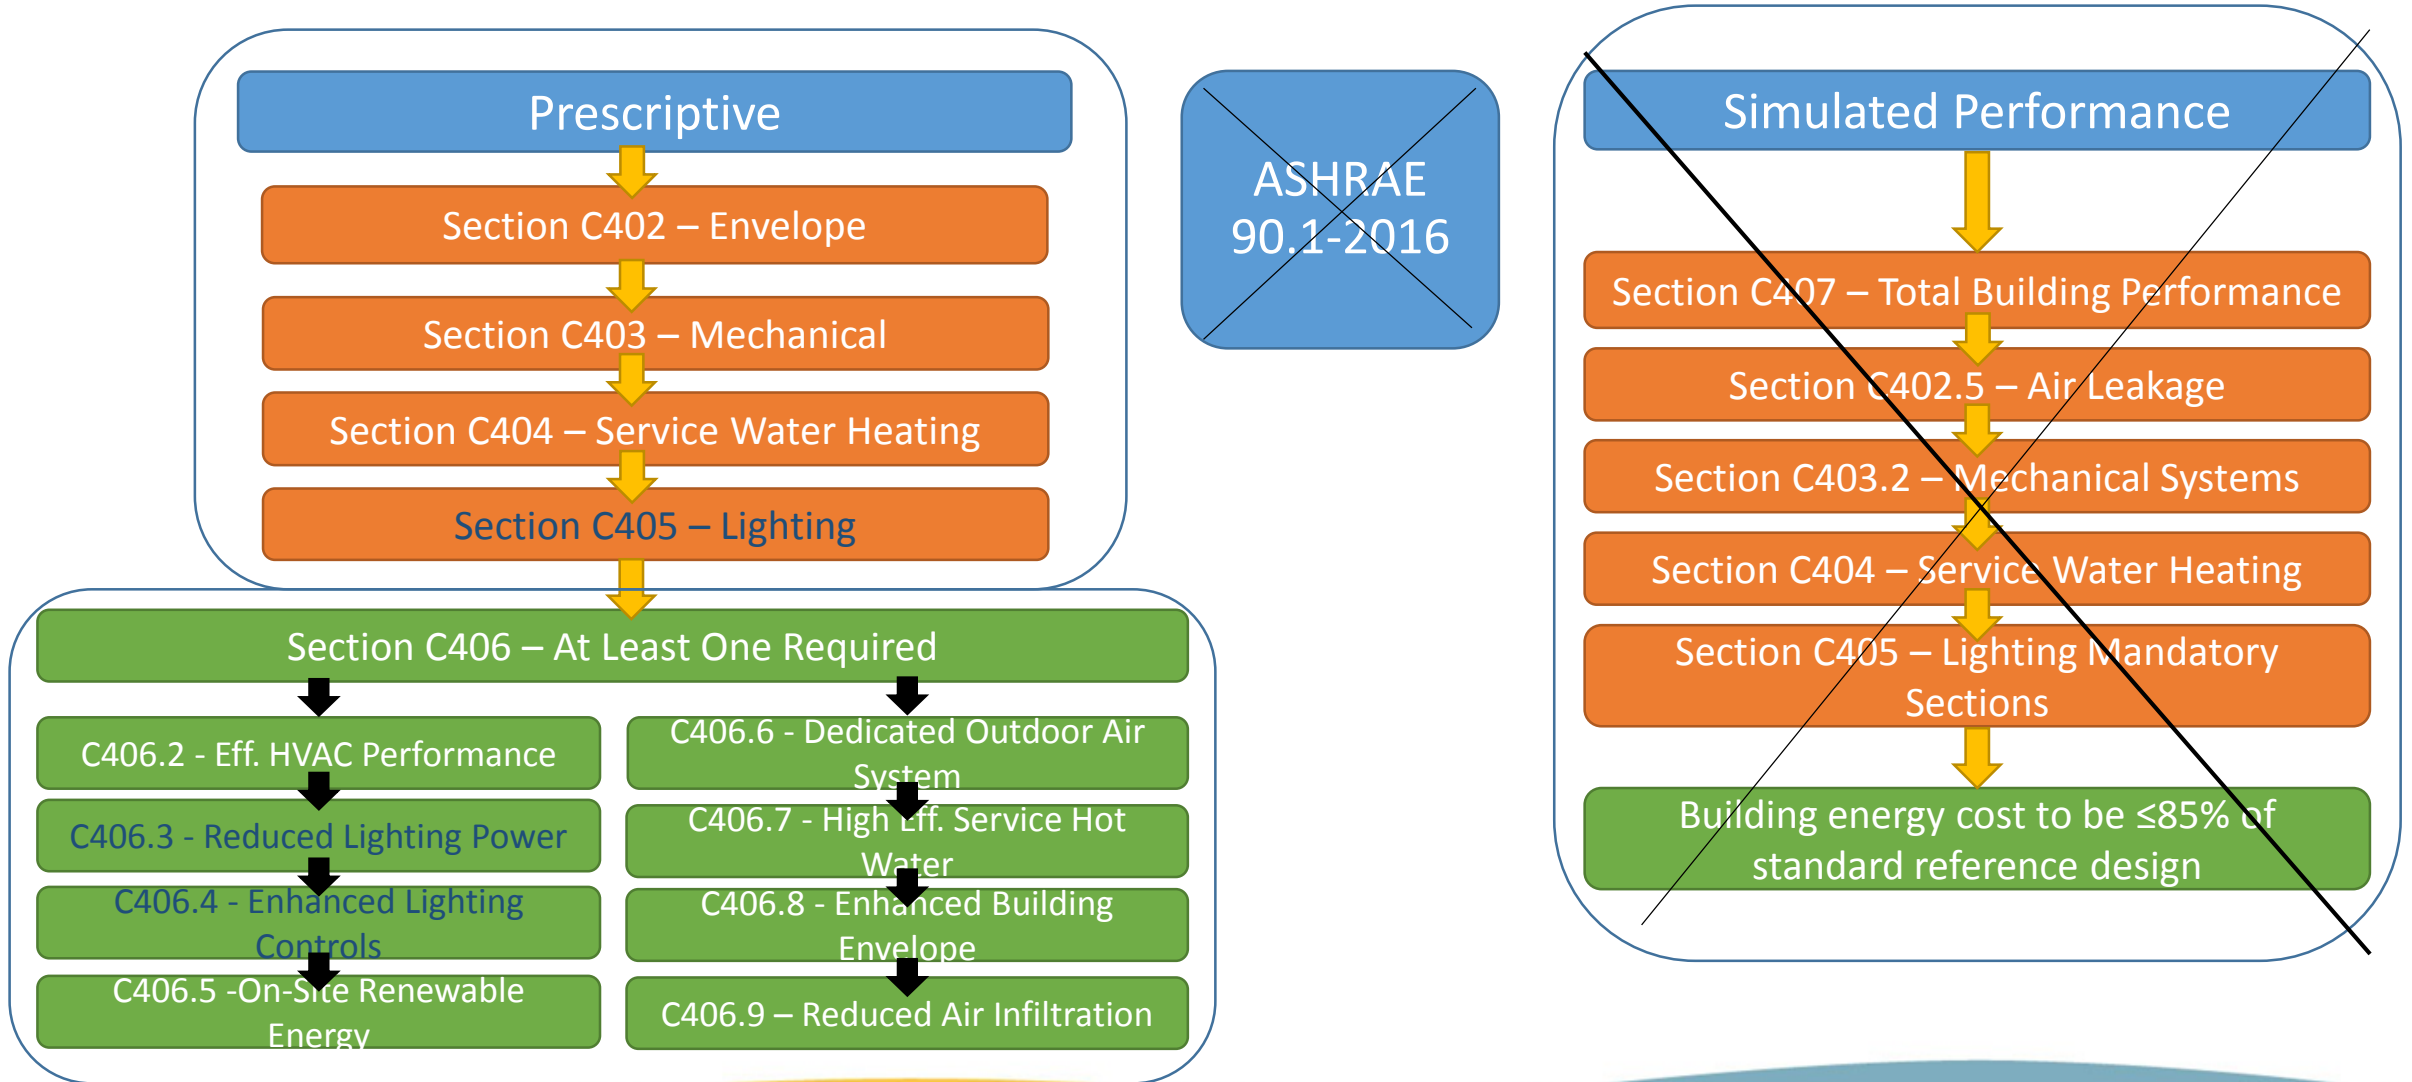 Prescriptive
Section C402 – Envelope
Section C403 – Mechanical
Section C404 – Service Water Heating
Section C405 – Lighting
Section C406 – At Least One Required
C406.2 - Eff. HVAC Performance
C406.3 - Reduced Lighting Power
C406.4 - Enhanced Lighting
Controls
C406.5 -On-Site Renewable
Energy
C406.6 - Dedicated Outdoor Air
System
C406.7 - High Eff. Service Hot
Water
C406.8 - Enhanced Building
Envelope
C406.9 – Reduced Air Infiltration
ASHRAE
90.1-2016
Simulated Performance
Section C407 – Total Building Performance
Section C402.5 – Air Leakage
Section C403.2 – Mechanical Systems
Section C404 – Service Water Heating
Section C405 – Lighting Mandatory
Sections
Building energy cost to be ≤85% of
standard reference design